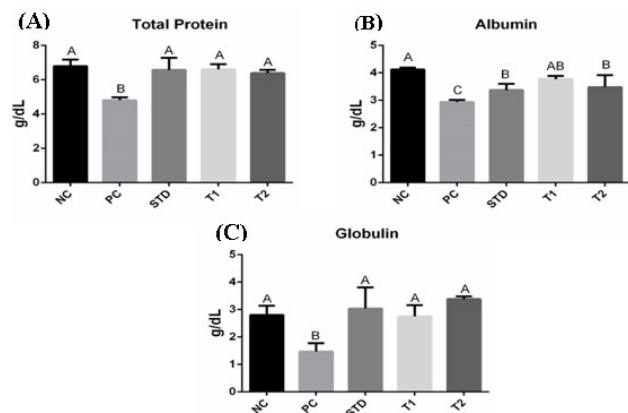 (A)
Total Protein
8
6
4
2
0
g/dL
A
B
A
A
A
NC
PC
STD
T1
T2
(B)
Albumin
5
4
3
2
1
0
g/dL
A
C
B
AB
B
NC
PC
STD
T1
T2
(C)
Globulin
5
4
3
2
1
0
g/dL
A
B
A
A
A
NC
PC
STD
T1
T2